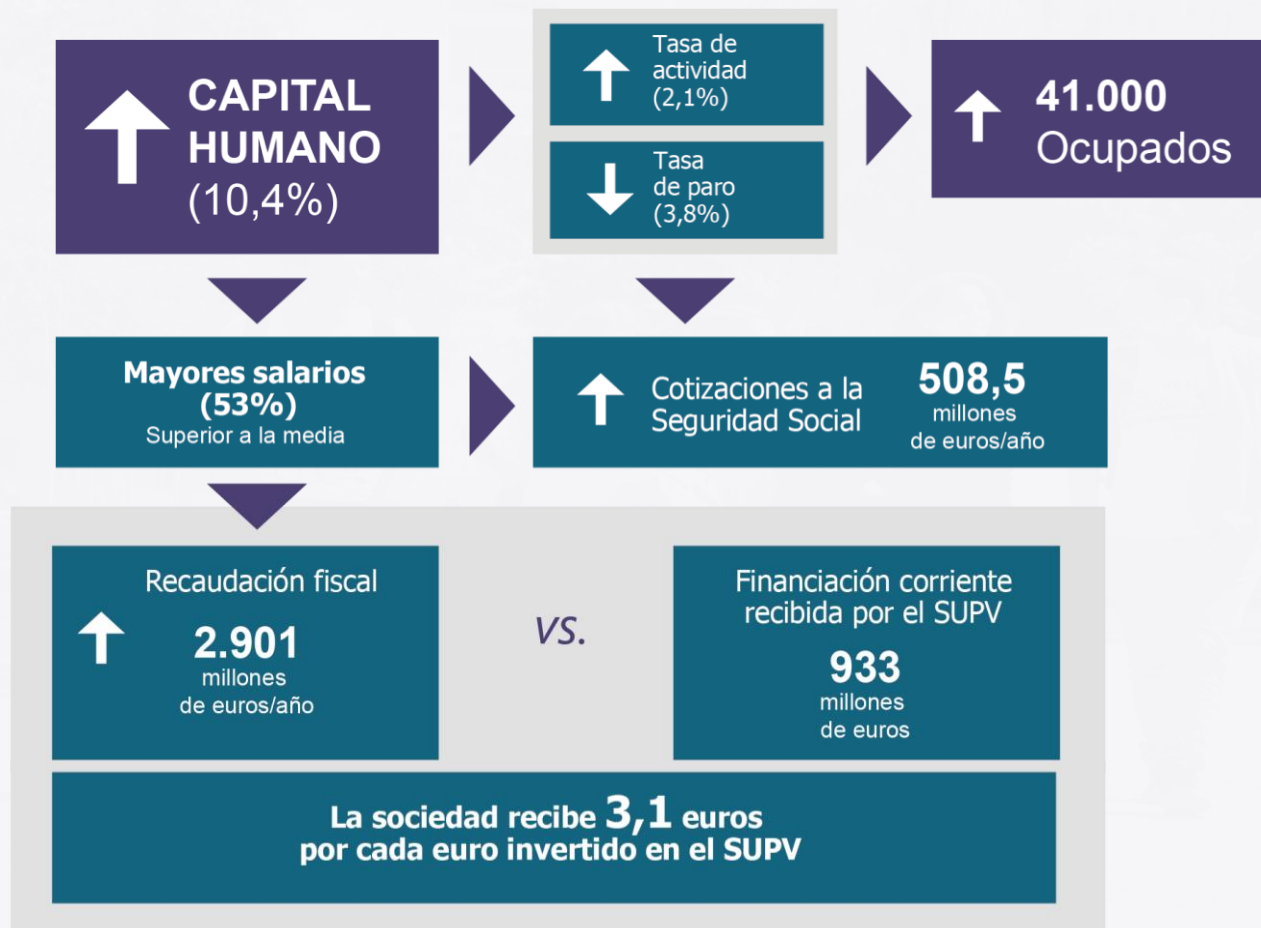 CAPITAL
HUMANO
(10,4%)
Tasa de
actividad
(2,1%)
Tasa
de paro
(3,8%)
41.000
Ocupados
Mayores salarios
(53%)
Superior a la media
Cotizaciones a la
Seguridad Social
508,5
millones
de euros/año
Recaudación fiscal
2.901
millones
de euros/año
vs.
Financiación corriente
recibida por el SUPV
933
millones
de euros
La sociedad recibe 3,1 euros
por cada euro invertido en el SUPV